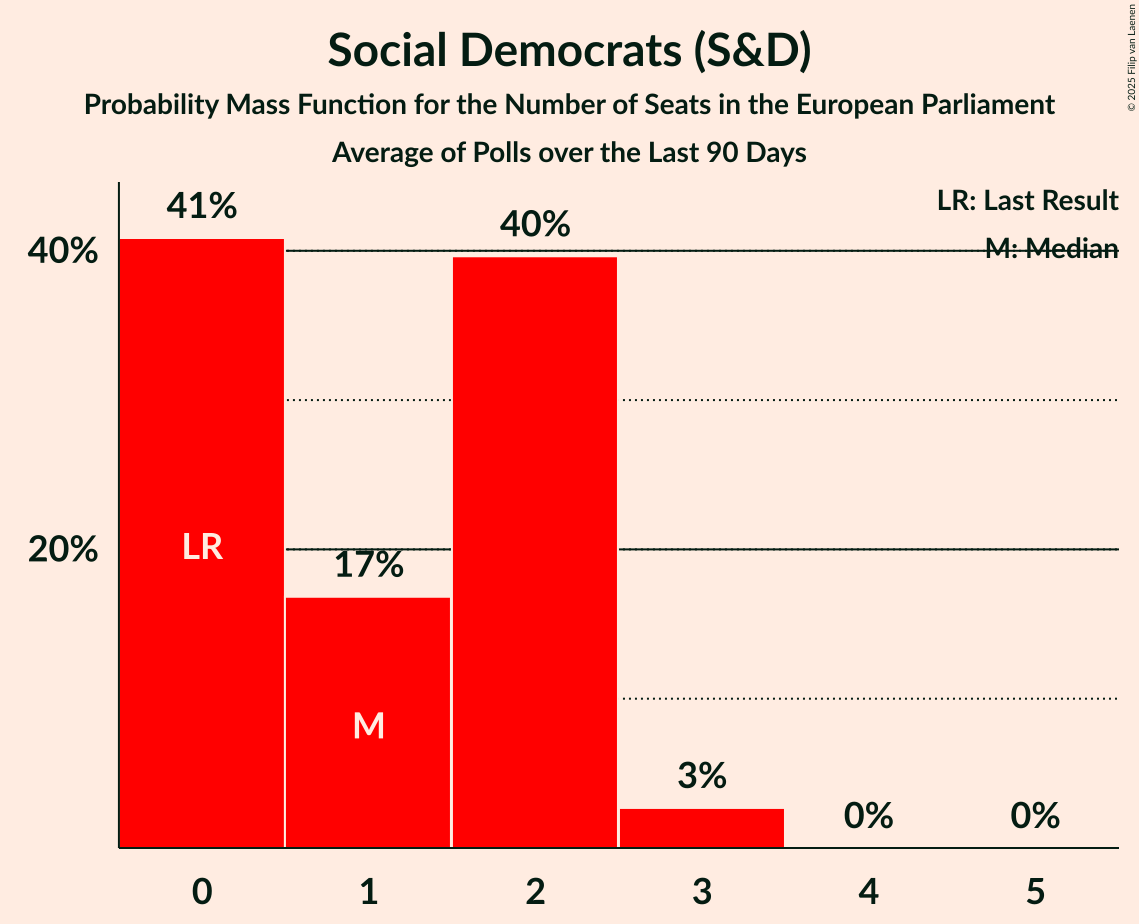 Social Democrats (S&D)
Probability Mass Function for the Number of Seats in the European Parliament
Average of Polls over the Last 90 Days
© 2025 Filip van Laenen
LR: Last Result
M: Median
41%
40%
40%
20%
17%
LR
M
3%
0%
0%
0
1
2
3
4
5